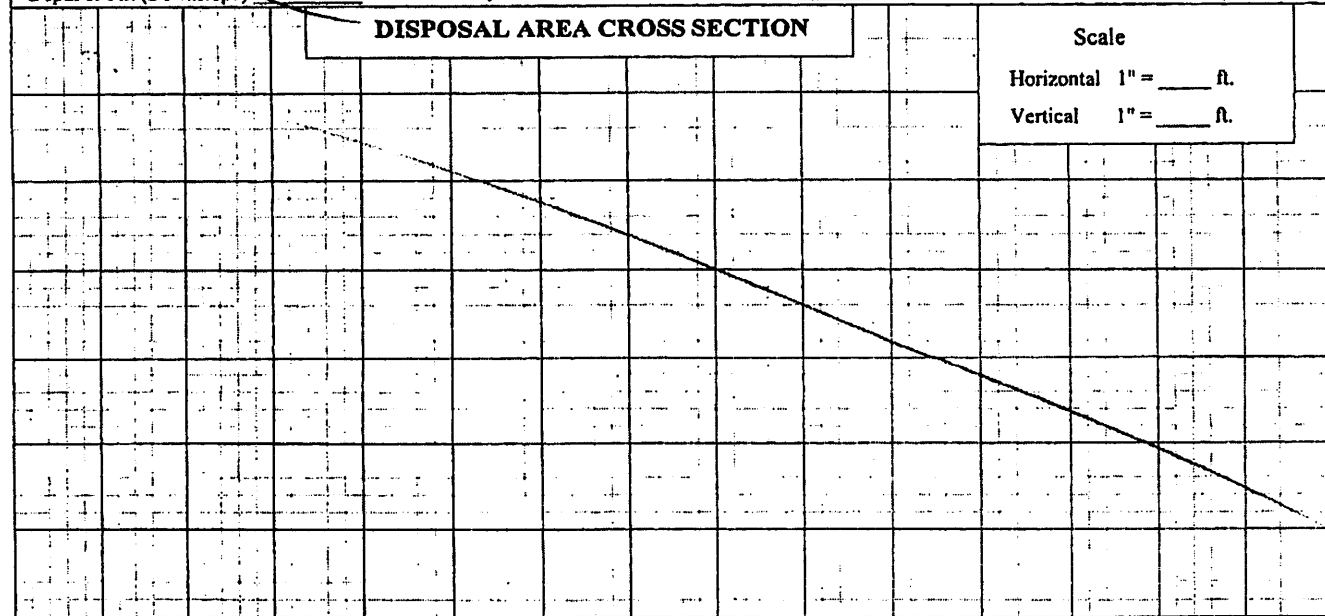 DISPOSAL AREA CROSS SECTION
Scale
Horizontal 1" = _____ ft.
Vertical 1" = _____ ft.